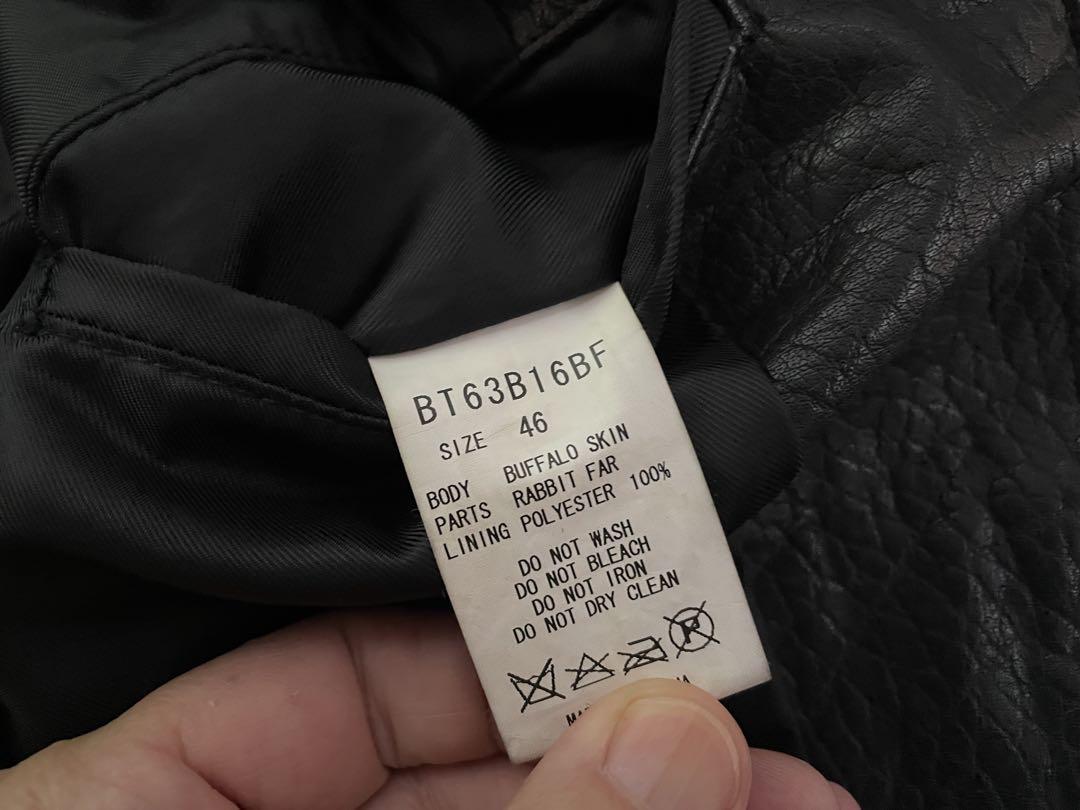 BT63B16BF
SIZE 46
BODY BUFFALO SKIN
PARTS RABBIT FAR
LINING POLYESTER 100%
DO NOT WASH
DO NOT BLEACH
DO NOT IRON
DO NOT DRY CLEAN